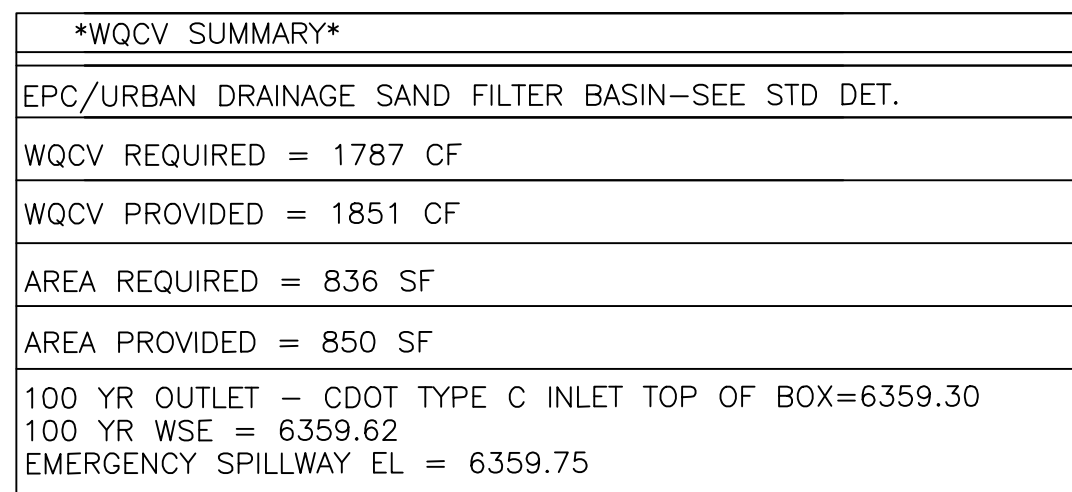 *WQCV SUMMARY*
EPC/URBAN DRAINAGE SAND FILTER BASIN–SEE STD DET.
WQCV REQUIRED = 1787 CF
WQCV PROVIDED = 1851 CF
AREA REQUIRED = 836 SF
AREA PROVIDED = 850 SF
100 YR OUTLET – CDOT TYPE C INLET TOP OF BOX=6359.30
100 YR WSE = 6359.62
EMERGENCY SPILLWAY EL = 6359.75